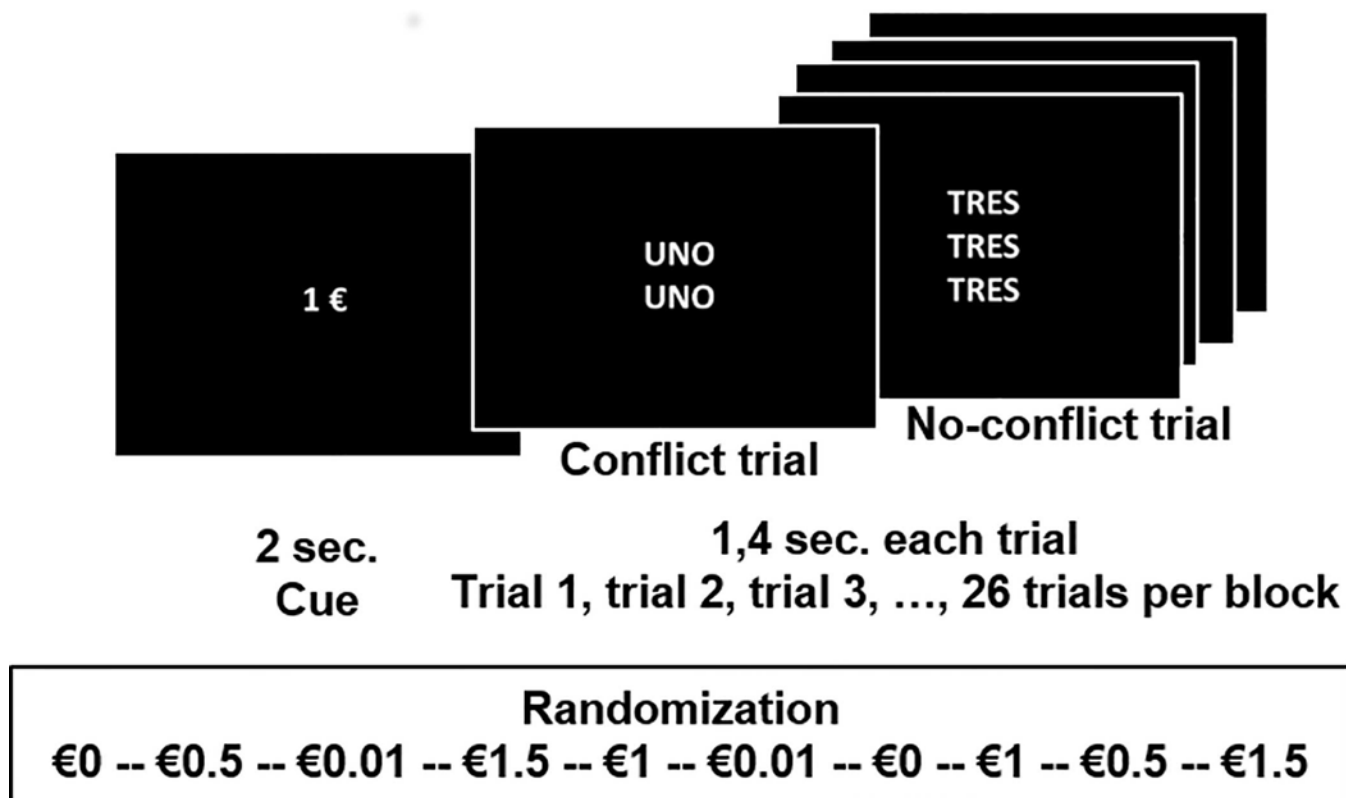 1 €
UNO
UNO
TRES
TRES
TRES
Conflict trial
No-conflict trial
2 sec.
Cue
1,4 sec. each trial
Trial 1, trial 2, trial 3, ..., 26 trials per block
Randomization
€0 -- €0.5 -- €0.01 -- €1.5 -- €1 -- €0.01 -- €0 -- €1 -- €0.5 -- €1.5